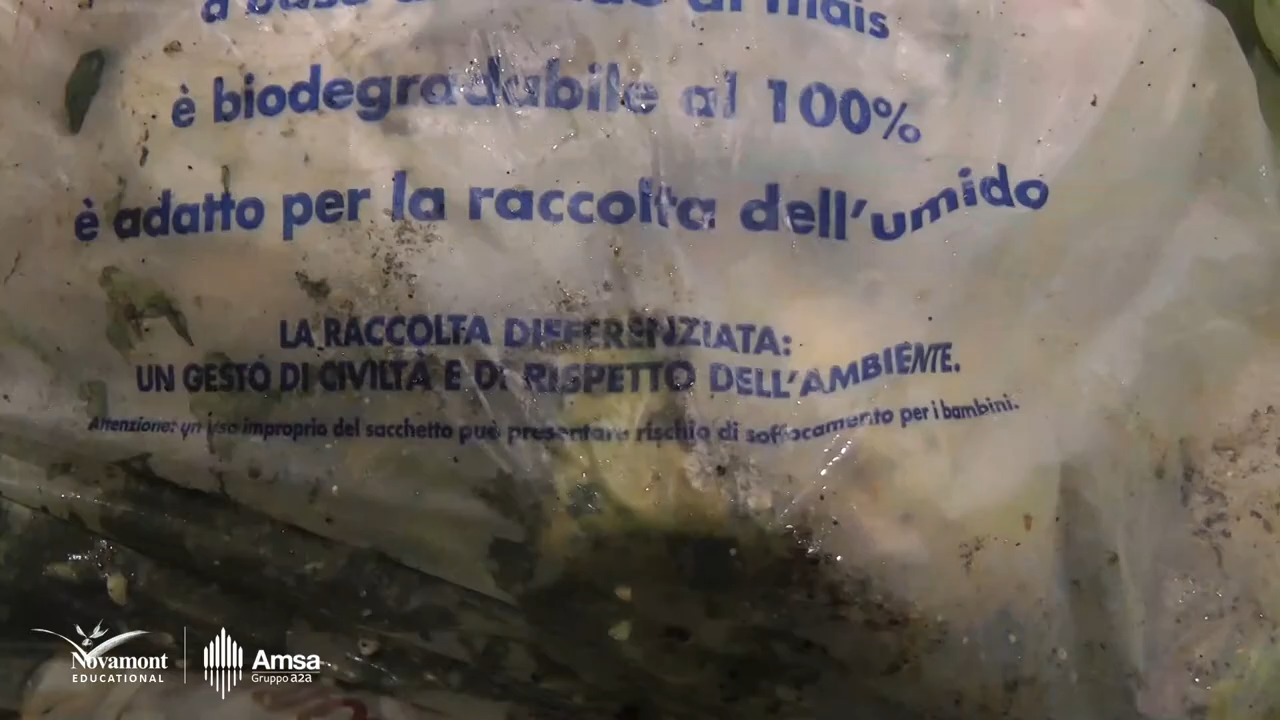 di mais
è biodegradabile al 100%
è adatto per la raccolta dell'umido
LA RACCOLTA DIFFERENZIATA:
UN GESTO DI CIVILTÀ E DI RISPETTO DELL'AMBIENTE.
Attenzione: un uso improprio del sacchetto può presentare rischio di soffocamento per i bambini.
Novamont
EDUCATIONAL
Amsa
Gruppo a2a